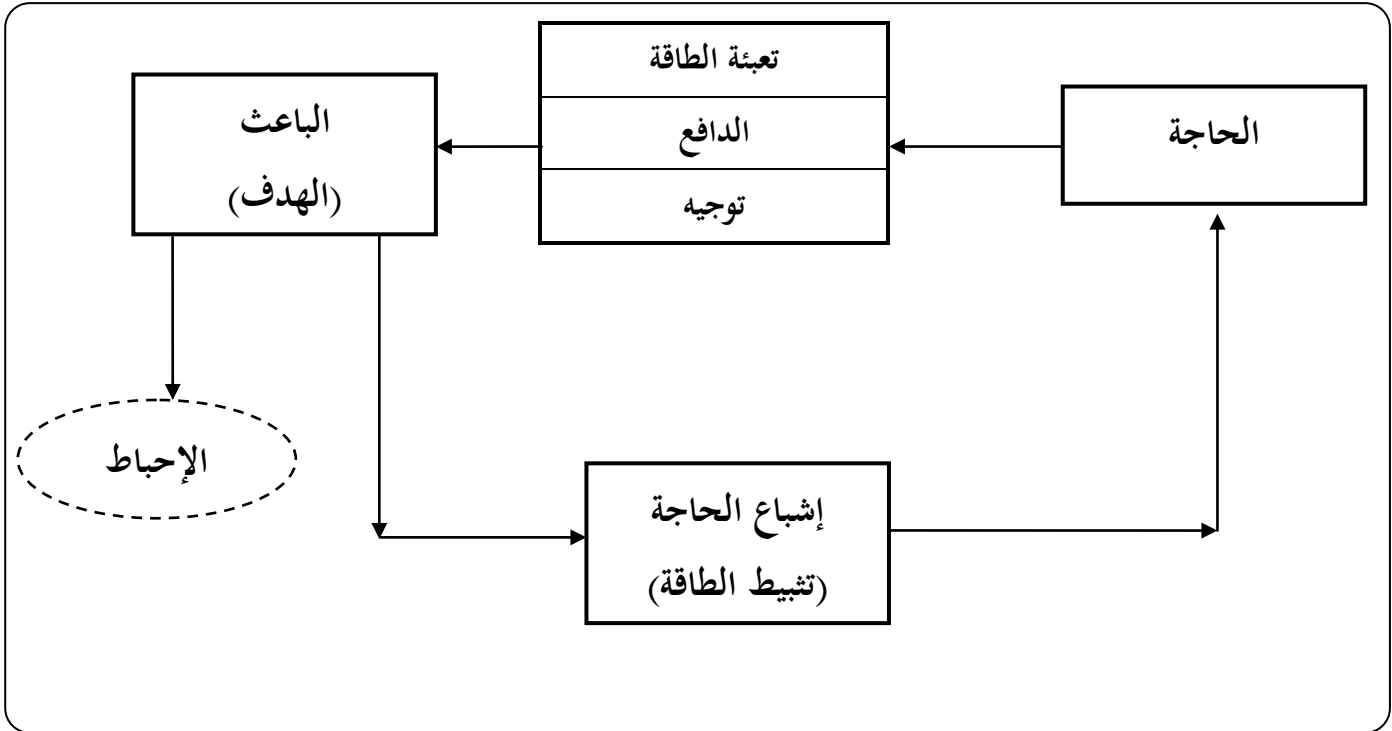 تعبئة الطاقة
الحاجة
الدافع
توجيه
الباعث
(الهدف)
الإحباط
إشباع الحاجة
(تثبيط الطاقة)